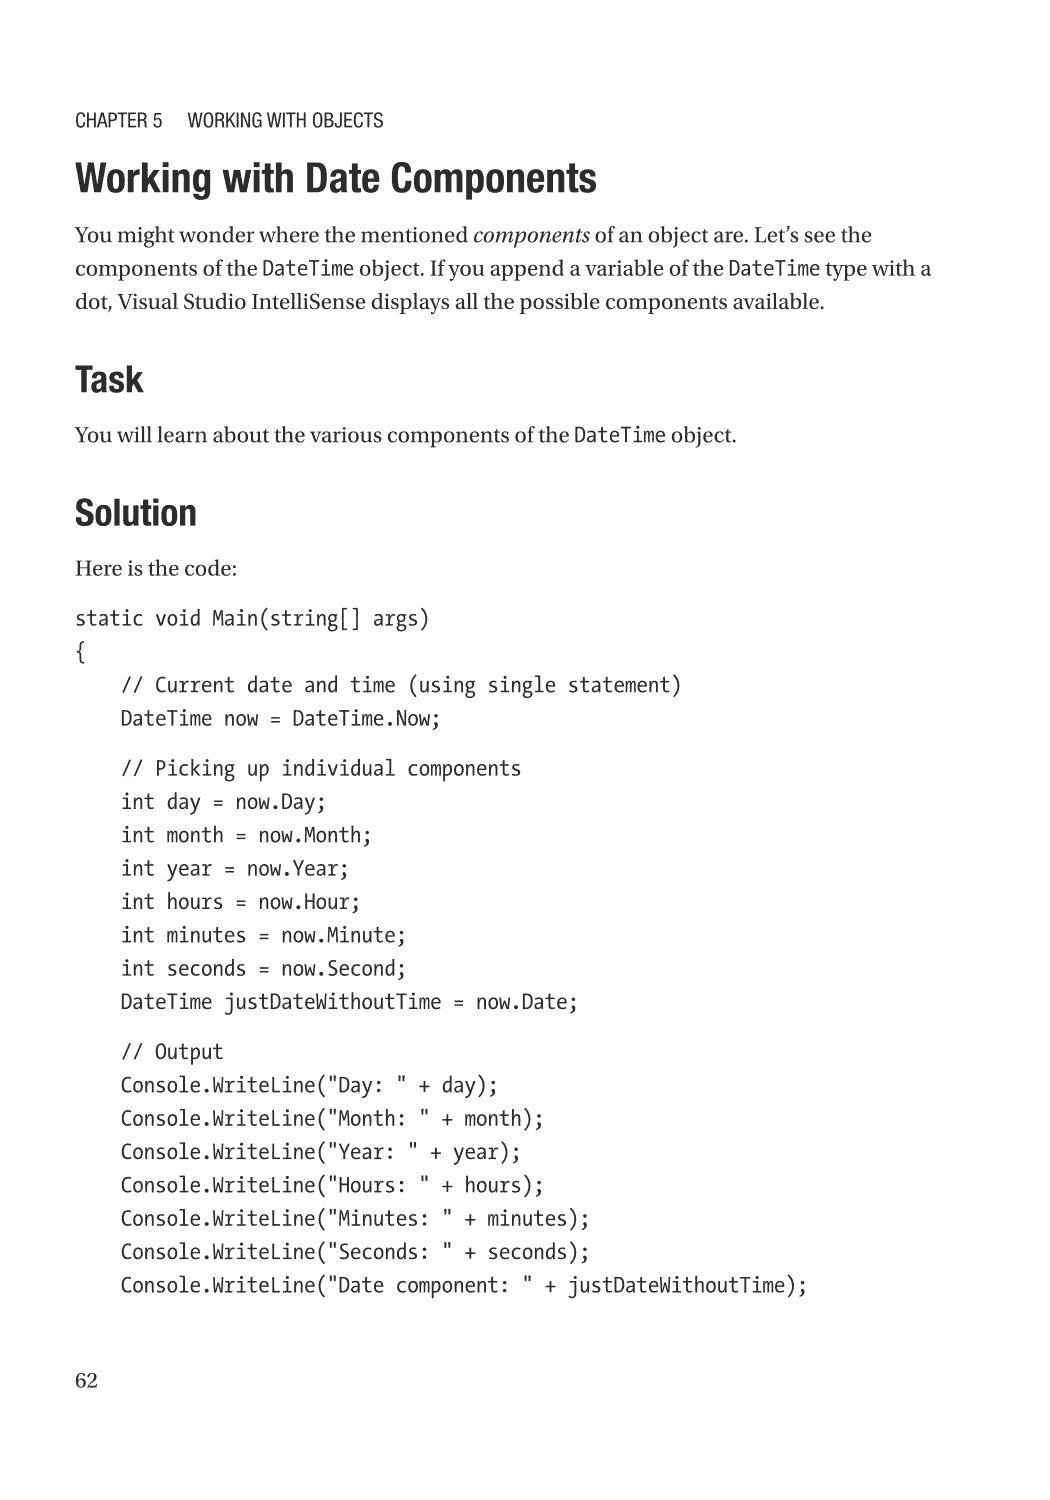 CHAPTER 5 WORKING WITH OBJECTS
Working with Date Components
You might wonder where the mentioned components of an object are. Let’s see the
components of the DateTime object. If you append a variable of the DateTime type with a
dot, Visual Studio IntelliSense displays all the possible components available.
Task
You will learn about the various components of the DateTime object.
Solution
Here is the code:
static void Main(string[] args)
{
    // Current date and time (using single statement)
    DateTime now = DateTime.Now;
    // Picking up individual components
    int day = now.Day;
    int month = now.Month;
    int year = now.Year;
    int hours = now.Hour;
    int minutes = now.Minute;
    int seconds = now.Second;
    DateTime justDateWithoutTime = now.Date;
    // Output
    Console.WriteLine("Day: " + day);
    Console.WriteLine("Month: " + month);
    Console.WriteLine("Year: " + year);
    Console.WriteLine("Hours: " + hours);
    Console.WriteLine("Minutes: " + minutes);
    Console.WriteLine("Seconds: " + seconds);
    Console.WriteLine("Date component: " + justDateWithoutTime);
62